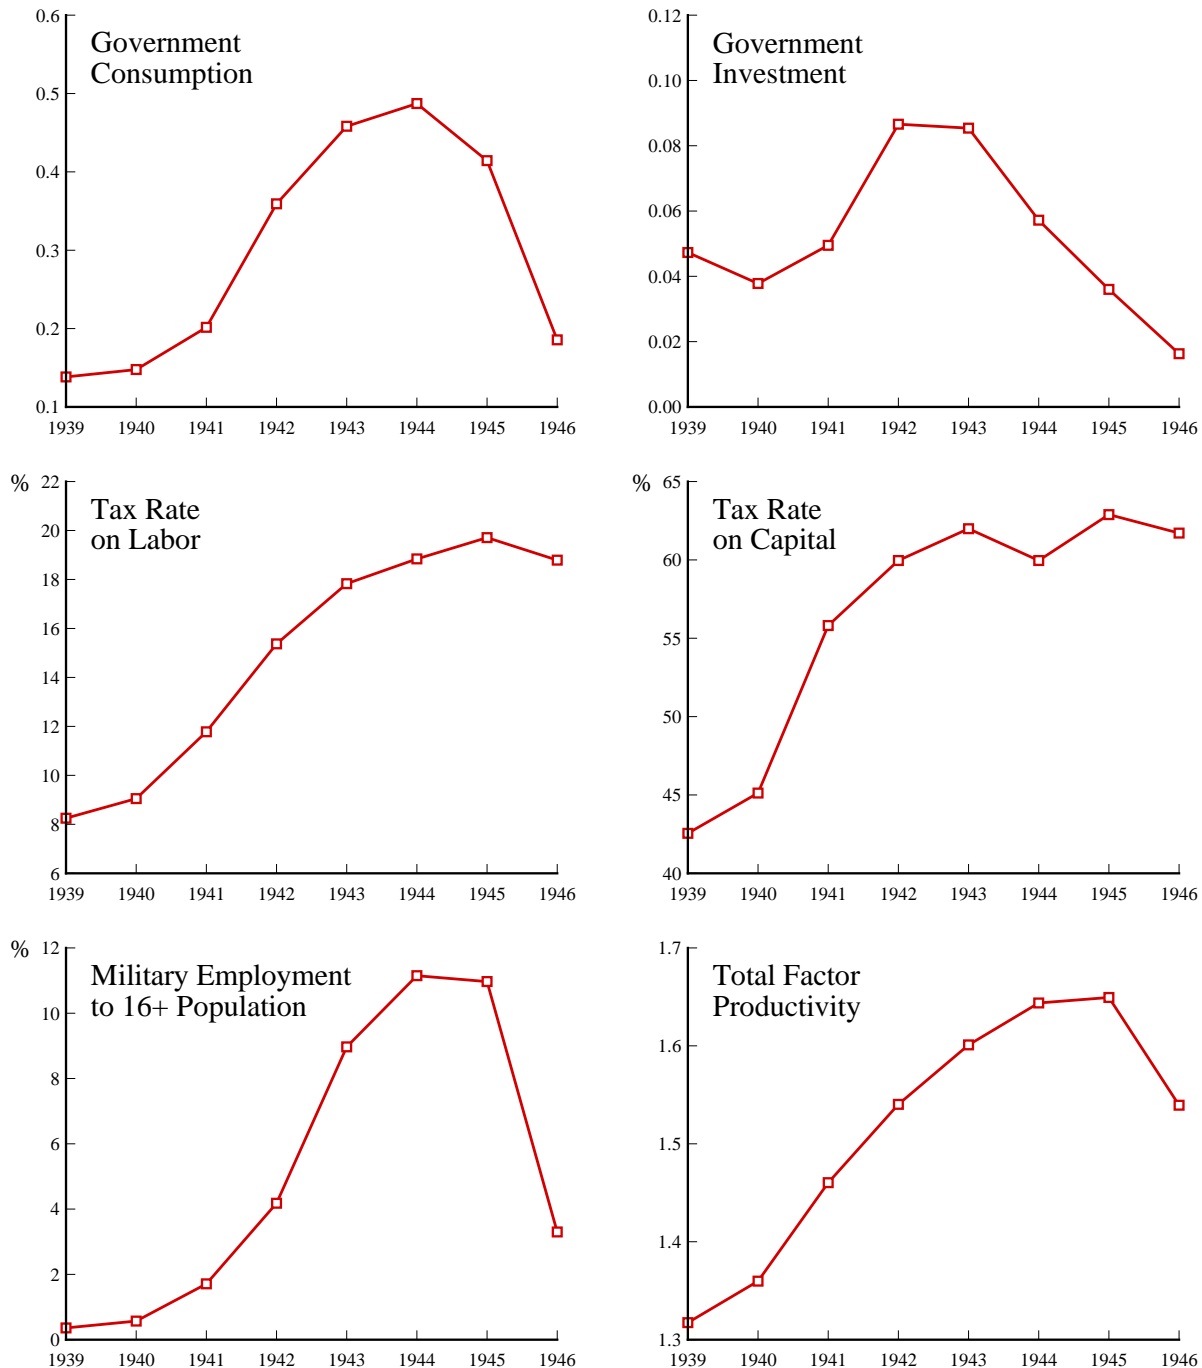 Government
Consumption
0.6
0.5
0.4
0.3
0.2
0.1
1939 1940 1941 1942 1943 1944 1945 1946
Government
Investment
0.12
0.10
0.08
0.06
0.04
0.02
0.00
1939 1940 1941 1942 1943 1944 1945 1946
Tax Rate
on Labor
% 22
20
18
16
14
12
10
8
6
1939 1940 1941 1942 1943 1944 1945 1946
Tax Rate
on Capital
% 65
60
55
50
45
40
1939 1940 1941 1942 1943 1944 1945 1946
Military Employment
to 16+ Population
% 12
10
8
6
4
2
0
1939 1940 1941 1942 1943 1944 1945 1946
Total Factor
Productivity
1.7
1.6
1.5
1.4
1.3
1939 1940 1941 1942 1943 1944 1945 1946